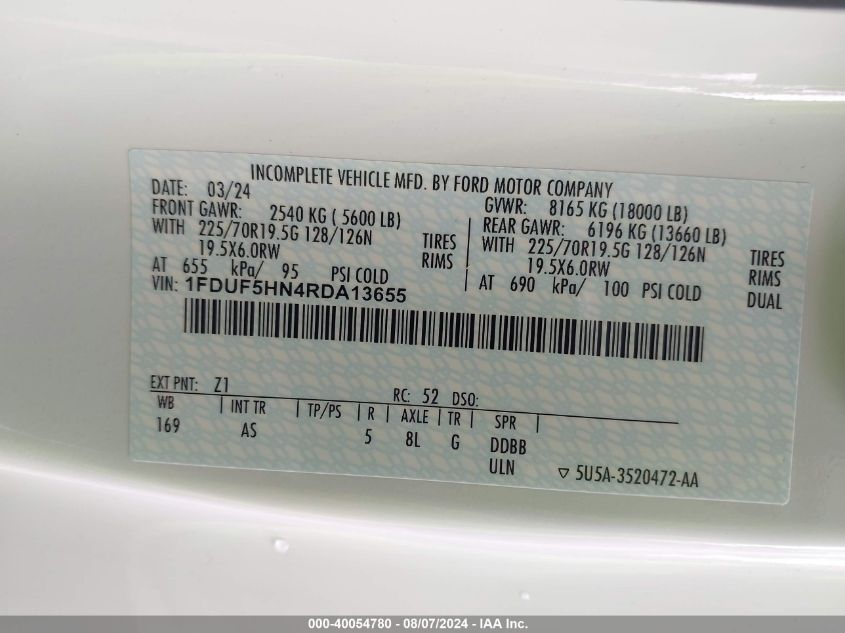 INCOMPLETE VEHICLE MFD. BY FORD MOTOR COMPANY
DATE: 03/24 GVWR: 8165 KG (18000 LB)
FRONT GAWR: 2540 KG ( 5600 LB) REAR GAWR: 6196 KG (13660 LB)
WITH 225/70R19.5G 128/126N TIRES WITH 225/70R19.5G 128/126N TIRES
19.5X6.0RW RIMS 19.5X6.0RW RIMS
AT 655 kPa/ 95 PSI COLD AT 690 kPa/ 100 PSI COLD DUAL
VIN: 1FDUF5HN4RDA13655
EXT PNT: Z1 RC: 52 DSO:
WB INT TR TP/PS R AXLE TR SPR
169 AS 5 8L G DDBB
ULN
5U5A-3520472-AA
000-40054780 - 08/07/2024 - IAA Inc.